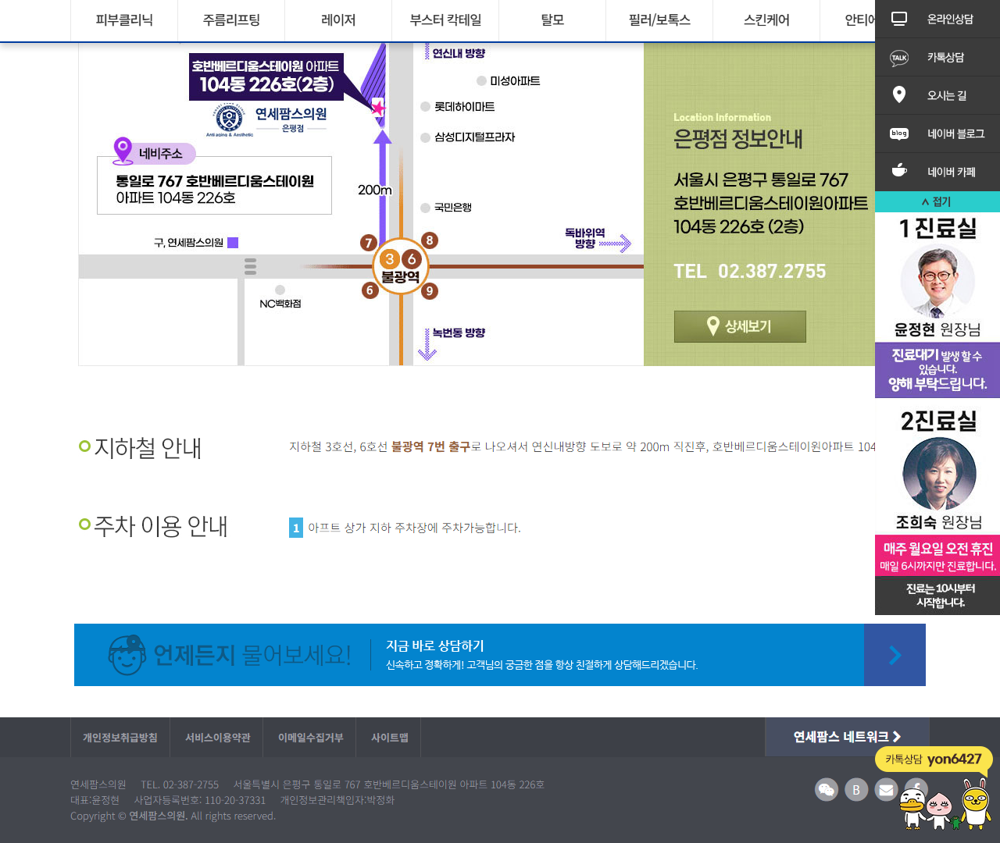 피부클리닉
주름리프팅
레이저
부스터 칵테일
탈모
필러/보톡스
스킨케어
온라인상담
TALK
카톡상담
오시는 길
blog
네이버 블로그
네이버 카페
접기
1 진료실
윤정현 원장님
진료대기 발생 할 수
있습니다.
양해 부탁드립니다.
2진료실
조희숙 원장님
매주 월요일 오전 휴진
매일 6시까지만 진료합니다.
진료는 10시부터
시작합니다.
호반베르디움스테이원 아파트
104동 226호(2층)
연세팜스의원
은평점
Anti aging & Aesthetic
네비주소
통일로 767 호반베르디움스테이원
아파트 104동 226호
연신내 방향
미성아파트
롯데하이마트
삼성디지털프라자
200m
국민은행
독바위역
방향
구, 연세팜스의원
7
8
3 6
불광역
6
9
NC백화점
녹번동 방향
Location Information
은평점 정보안내
서울시 은평구 통일로 767
호반베르디움스테이원아파트
104동 226호 (2층)
TEL 02.387.2755
상세보기
지하철 안내
지하철 3호선, 6호선 불광역 7번 출구로 나오셔서 연신내방향 도보로 약 200m 직진후, 호반베르디움스테이원아파트 104
주차 이용 안내
1 아프트 상가 지하 주차장에 주차가능합니다.
언제든지 물어보세요!
지금 바로 상담하기
신속하고 정확하게! 고객님의 궁금한 점을 항상 친절하게 상담해드리겠습니다.
개인정보취급방침
서비스이용약관
이메일수집거부
사이트맵
연세팜스 네트워크
카톡상담 yon6427
연세팜스의원 TEL. 02-387-2755 서울특별시 은평구 통일로 767 호반베르디움스테이원 아파트 104동 226호
대표:윤정현 사업자등록번호: 110-20-37331 개인정보관리책임자:박정화
Copyright © 연세팜스의원. All rights reserved.
B